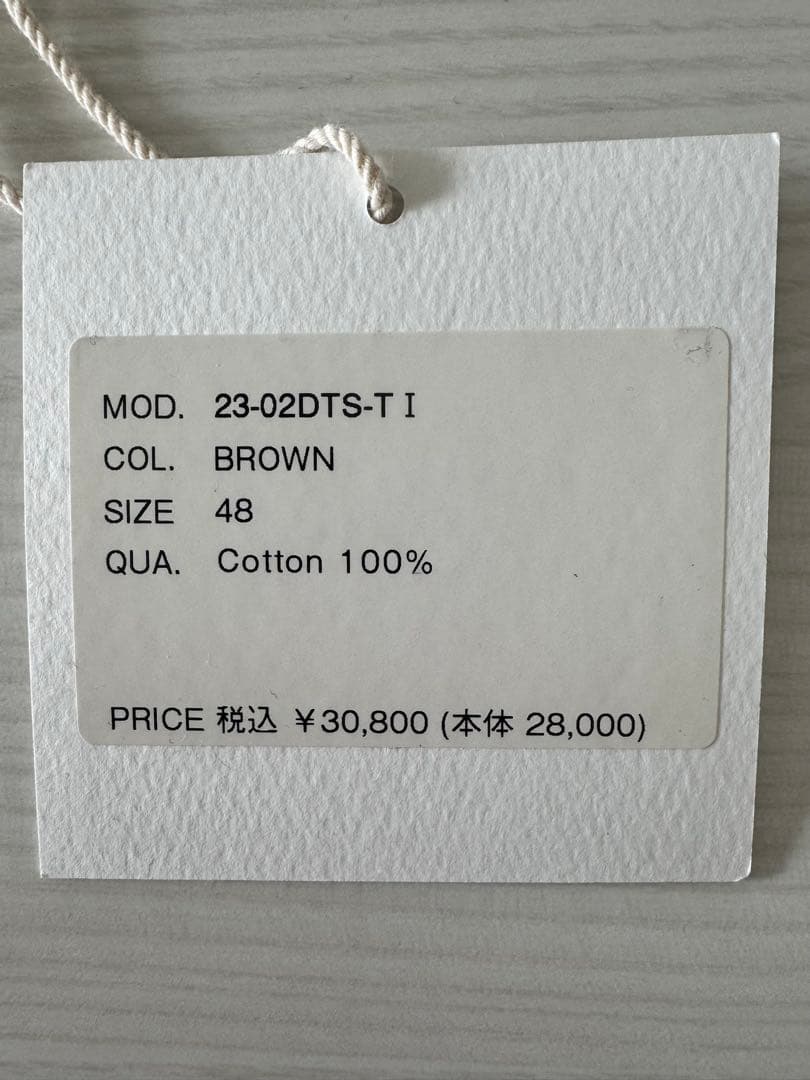 MOD. 23-02DTS-T I
COL. BROWN
SIZE 48
QUA. Cotton 100%
PRICE 税込 ¥30,800 (本体 28,000)